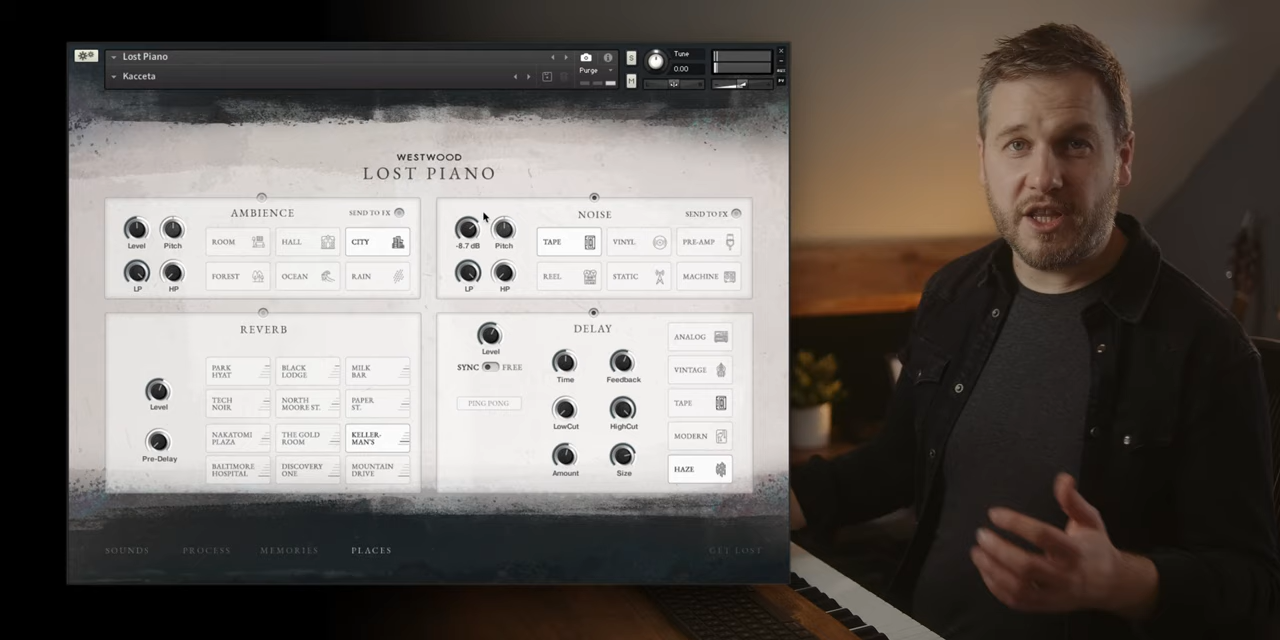 Lost Piano
Kacceta
Purge
S
M
Tune
0.00
WESTWOOD
LOST PIANO
AMBIENCE
SEND TO FX
Level
Pitch
LP
HP
ROOM
HALL
CITY
FOREST
OCEAN
RAIN
NOISE
SEND TO FX
-8.7 dB
Pitch
LP
HP
TAPE
VINYL
PRE-AMP
REEL
STATIC
MACHINE
REVERB
Level
Pre-Delay
PARK HYAT
BLACK LODGE
MILK BAR
TECH NOIR
NORTH MOORE ST.
PAPER ST.
NAKATOMI PLAZA
THE GOLD ROOM
KELLER-MAN'S
BALTIMORE HOSPITAL
DISCOVERY ONE
MOUNTAIN DRIVE
DELAY
Level
SYNC FREE
PING PONG
Time
Feedback
LowCut
HighCut
Amount
Size
ANALOG
VINTAGE
TAPE
MODERN
HAZE
SOUNDS PROCESS MEMORIES PLACES GET LOST